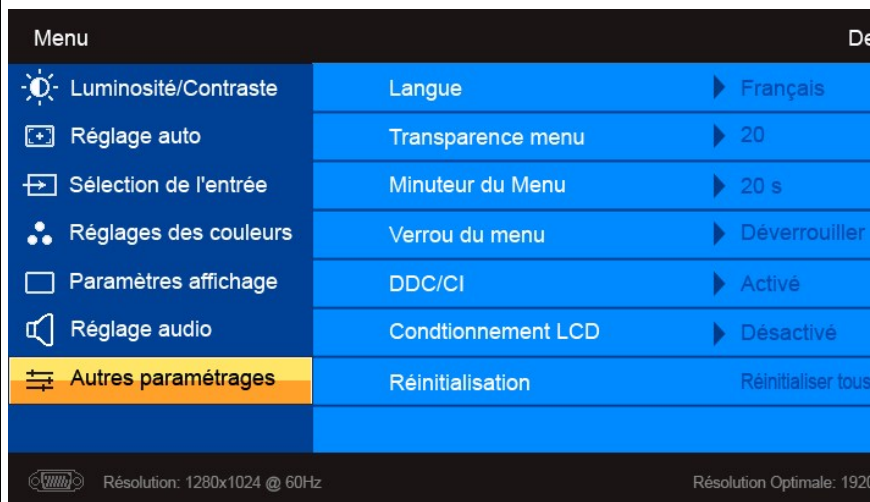 Menu De
Luminosité/Contraste Langue Français
Réglage auto Transparence menu 20
Sélection de l'entrée Minuteur du Menu 20 s
Réglages des couleurs Verrou du menu Déverrouiller
Paramètres affichage DDC/CI Activé
Réglage audio Condtionnement LCD Désactivé
Autres paramétrages Réinitialisation Réinitialiser tous
Résolution: 1280x1024 @ 60Hz Résolution Optimale: 1920